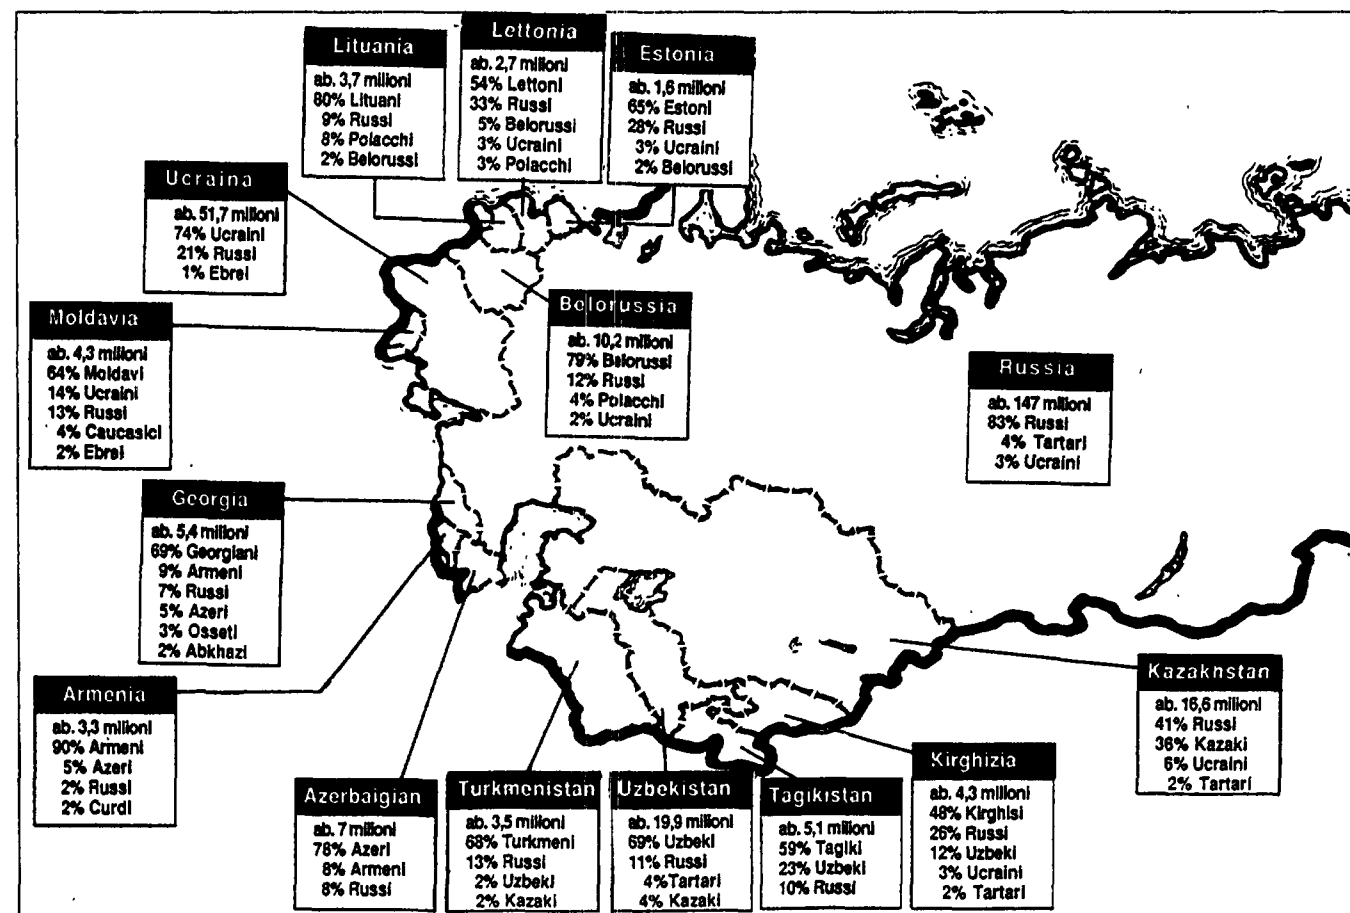 Lituania
ab. 3,7 milioni
80% Lituani
9% Russi
8% Polacchi
2% Belorussi
Lettonia
ab. 2,7 milioni
54% Lettoni
33% Russi
5% Belorussi
3% Ucraini
3% Polacchi
Estonia
ab. 1,6 milioni
65% Estoni
28% Russi
3% Ucraini
2% Belorussi
Ucraina
ab. 51,7 milioni
74% Ucraini
21% Russi
1% Ebrei
Moldavia
ab. 4,3 milioni
64% Moldavi
14% Ucraini
13% Russi
4% Caucasici
2% Ebrei
Belorussia
ab. 10,2 milioni
79% Belorussi
12% Russi
4% Polacchi
2% Ucraini
Russia
ab. 147 milioni
83% Russi
4% Tartari
3% Ucraini
Georgia
ab. 5,4 milioni
69% Georgiani
9% Armeni
7% Russi
5% Azeri
3% Osseti
2% Abkhazi
Armenia
ab. 3,3 milioni
90% Armeni
5% Azeri
2% Russi
2% Curdi
Azerbaigian
ab. 7 milioni
78% Azeri
8% Armeni
8% Russi
Turkmenistan
ab. 3,5 milioni
68% Turkmeni
13% Russi
2% Uzbeki
2% Kazaki
Uzbekistan
ab. 19,9 milioni
69% Uzbeki
11% Russi
4% Tartari
4% Kazaki
Tagikistan
ab. 5,1 milioni
59% Tagiki
23% Uzbeki
10% Russi
Kirghizia
ab. 4,3 milioni
48% Kirghisi
26% Russi
12% Uzbeki
3% Ucraini
2% Tartari
Kazakhstan
ab. 16,6 milioni
41% Russi
36% Kazaki
6% Ucraini
2% Tartari